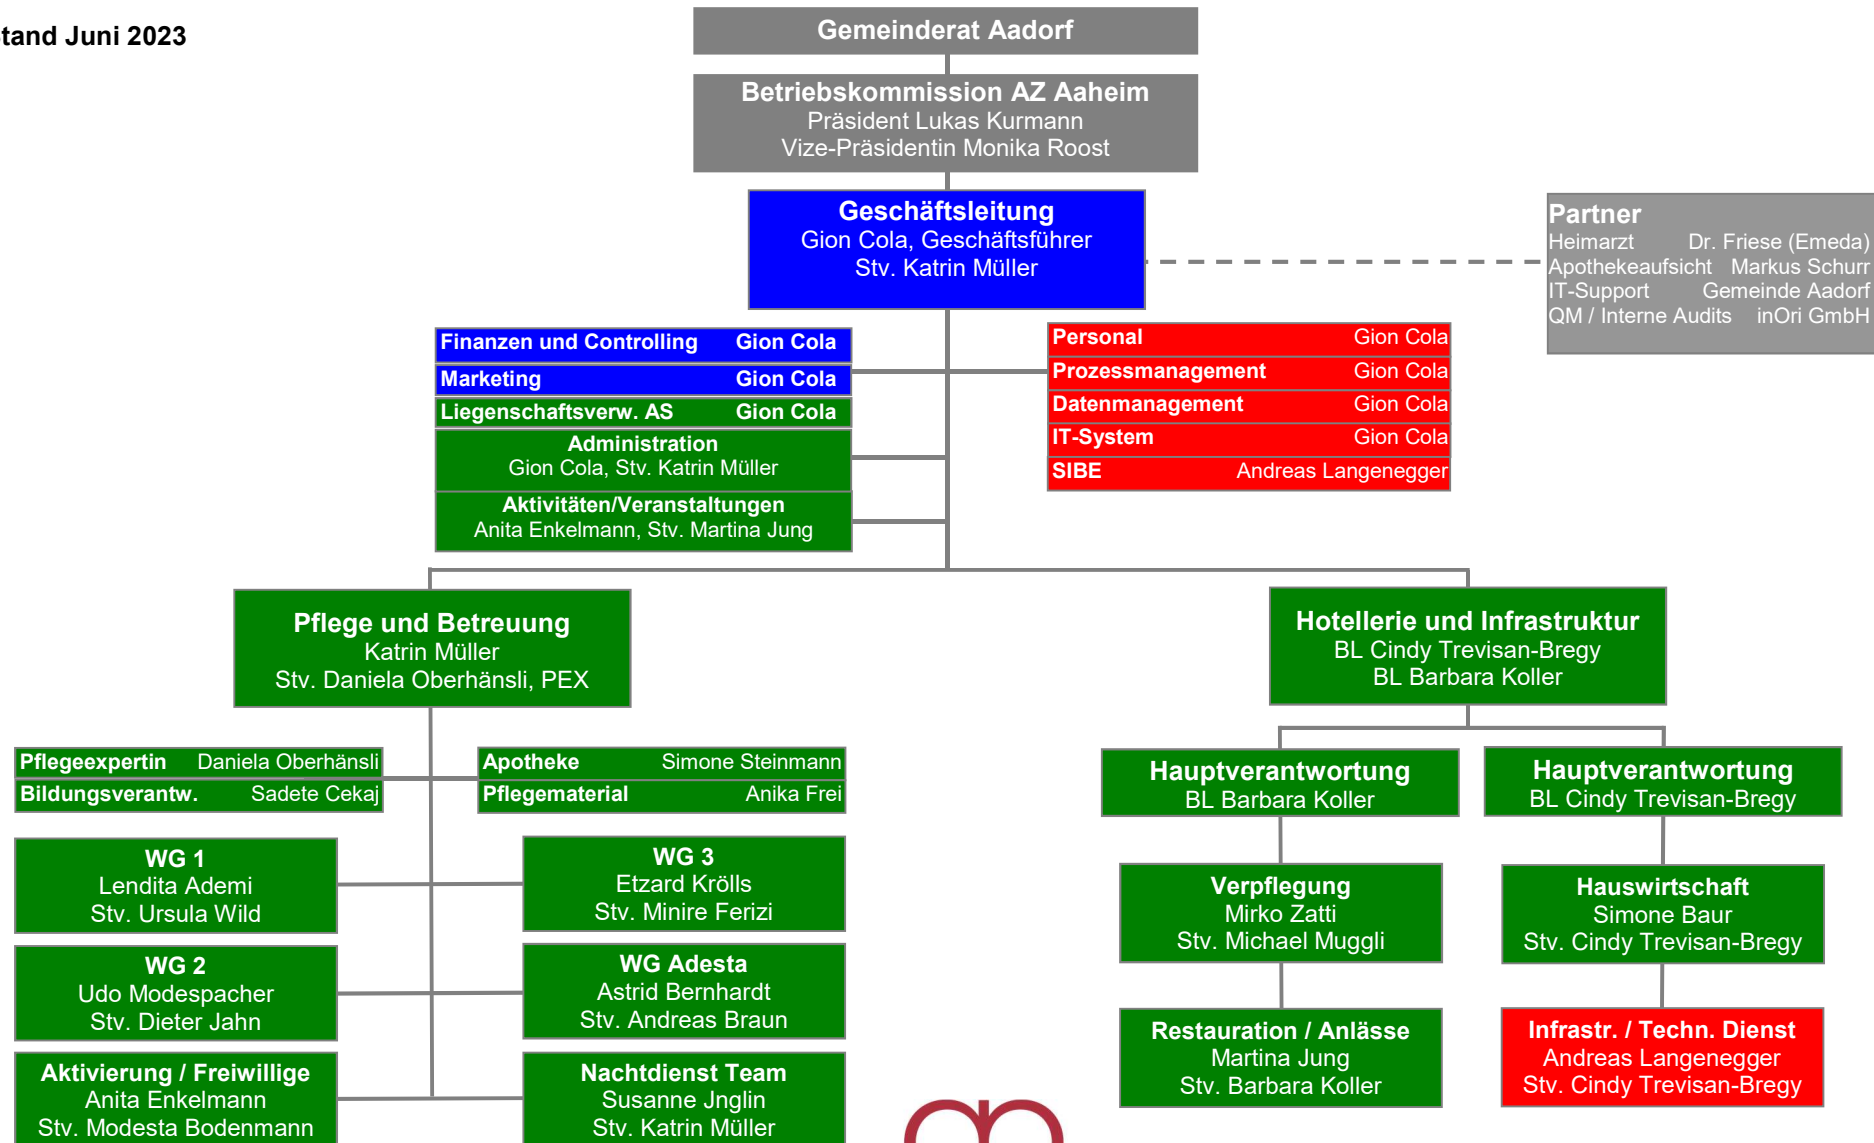 tand Juni 2023
Gemeinderat Aadorf
Betriebskommission AZ Aaheim
Präsident Lukas Kurmann
Vize-Präsidentin Monika Roost
Geschäftsleitung
Gion Cola, Geschäftsführer
Stv. Katrin Müller
Partner
Heimarzt Dr. Friese (Emeda)
Apothekeaufsicht Markus Schurr
IT-Support Gemeinde Aadorf
QM / Interne Audits inOri GmbH
Finanzen und Controlling Gion Cola
Marketing Gion Cola
Liegenschaftsverw. AS Gion Cola
Administration
Gion Cola, Stv. Katrin Müller
Aktivitäten/Veranstaltungen
Anita Enkelmann, Stv. Martina Jung
Personal Gion Cola
Prozessmanagement Gion Cola
Datenmanagement Gion Cola
IT-System Gion Cola
SIBE Andreas Langenegger
Pflege und Betreuung
Katrin Müller
Stv. Daniela Oberhänsli, PEX
Hotellerie und Infrastruktur
BL Cindy Trevisan-Bregy
BL Barbara Koller
Pflegeexpertin Daniela Oberhänsli
Bildungsverantw. Sadete Cekaj
Apotheke Simone Steinmann
Pflegematerial Anika Frei
Hauptverantwortung
BL Barbara Koller
Hauptverantwortung
BL Cindy Trevisan-Bregy
WG 1
Lendita Ademi
Stv. Ursula Wild
WG 3
Etzard Krölls
Stv. Minire Ferizi
Verpflegung
Mirko Zatti
Stv. Michael Muggli
Hauswirtschaft
Simone Baur
Stv. Cindy Trevisan-Bregy
WG 2
Udo Modespacher
Stv. Dieter Jahn
WG Adesta
Astrid Bernhardt
Stv. Andreas Braun
Restauration / Anlässe
Martina Jung
Stv. Barbara Koller
Infrastr. / Techn. Dienst
Andreas Langenegger
Stv. Cindy Trevisan-Bregy
Aktivierung / Freiwillige
Anita Enkelmann
Stv. Modesta Bodenmann
Nachtdienst Team
Susanne Jnglin
Stv. Katrin Müller